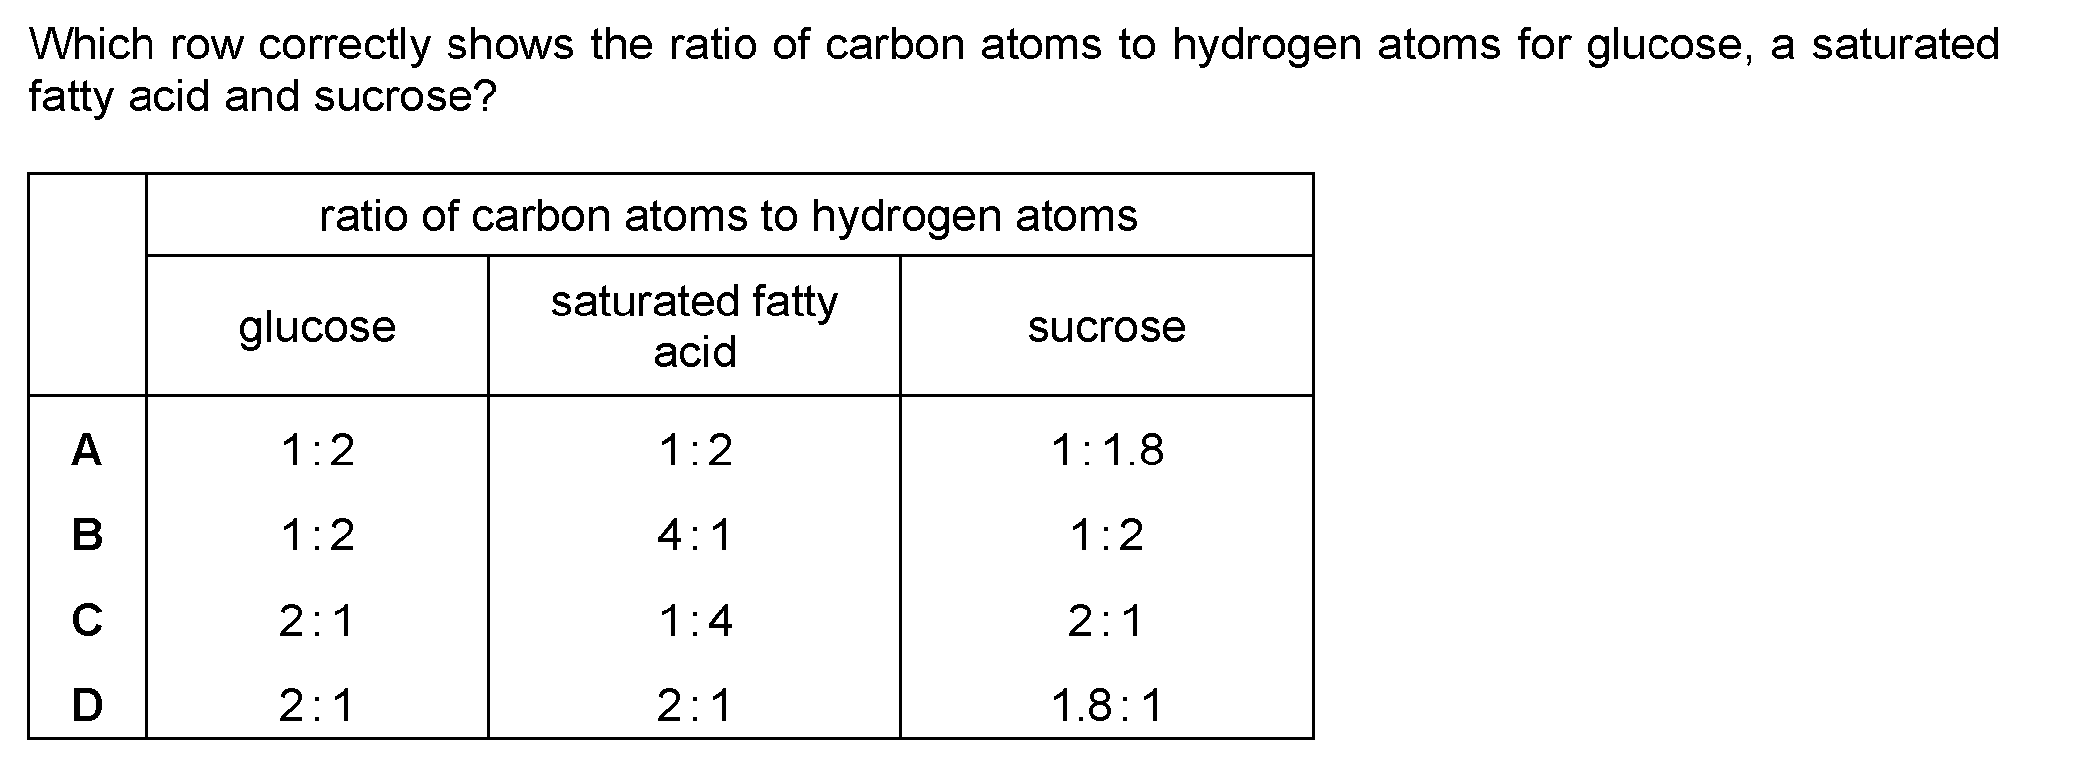 Which row correctly shows the ratio of carbon atoms to hydrogen atoms for glucose, a saturated
fatty acid and sucrose?
ratio of carbon atoms to hydrogen atoms
glucose saturated fatty acid sucrose
A 1:2 1:2 1:1.8
B 1:2 4:1 1:2
C 2:1 1:4 2:1
D 2:1 2:1 1.8:1